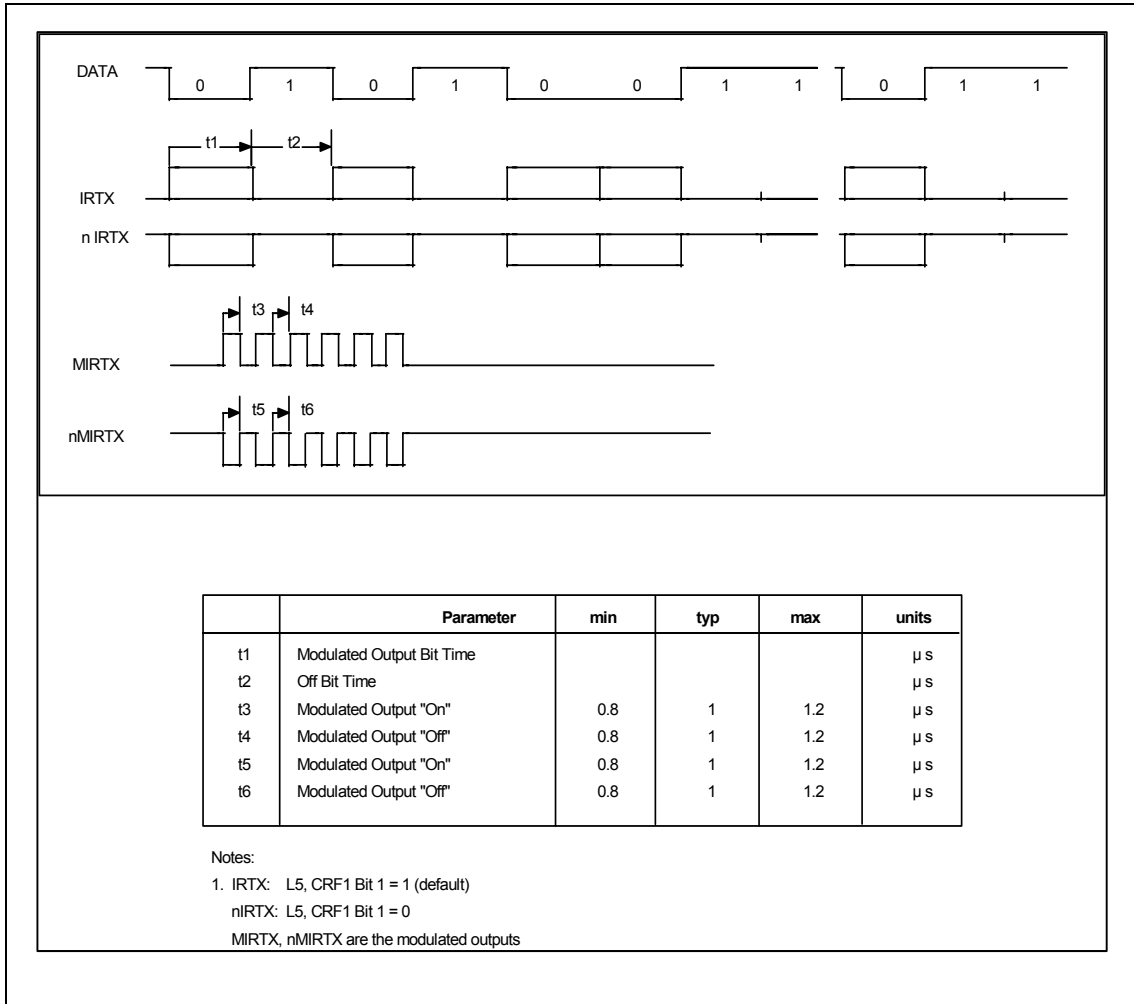 DATA 0 1 0 1 0 0 1 1 0 1 1
t1 t2
IRTX
n IRTX
t3 t4
MIRTX
t5 t6
nMIRTX
Parameter min typ max units
t1 Modulated Output Bit Time µ s
t2 Off Bit Time µ s
t3 Modulated Output "On" 0.8 1 1.2 µ s
t4 Modulated Output "Off" 0.8 1 1.2 µ s
t5 Modulated Output "On" 0.8 1 1.2 µ s
t6 Modulated Output "Off" 0.8 1 1.2 µ s
Notes:
1. IRTX: L5, CRF1 Bit 1 = 1 (default)
nIRTX: L5, CRF1 Bit 1 = 0
MIRTX, nMIRTX are the modulated outputs